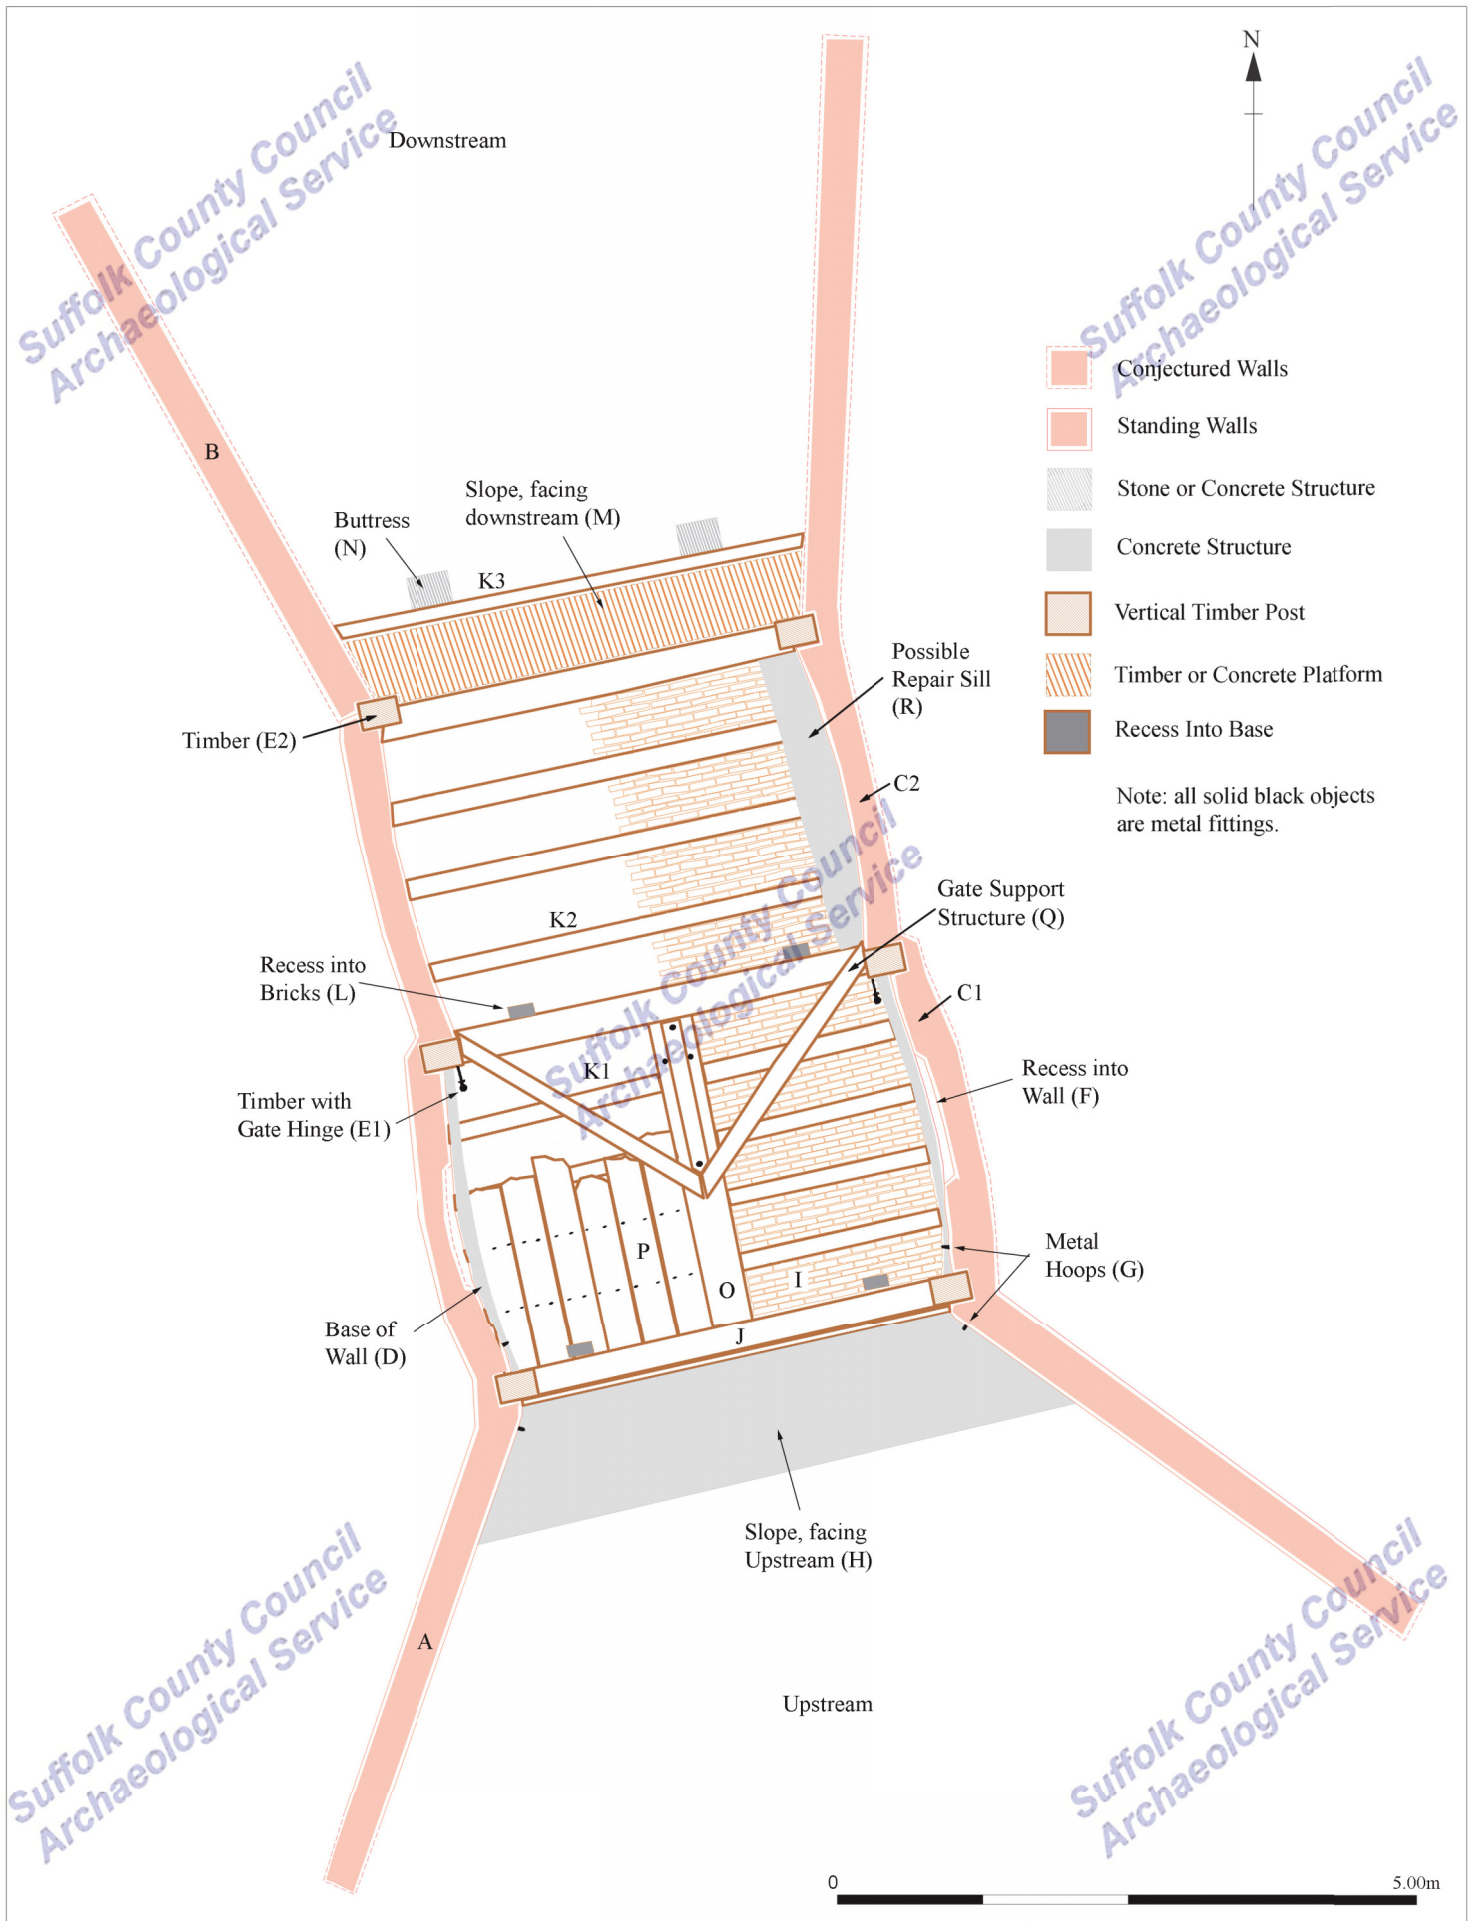 N
Suffolk County Council
Archaeological Service
Downstream
Suffolk County Council
Archaeological Service
Conjectured Walls
Standing Walls
B
Slope, facing
downstream (M)
Stone or Concrete Structure
Buttress
(N)
Concrete Structure
K3
Vertical Timber Post
Possible
Repair Sill
(R)
Timber or Concrete Platform
Timber (E2)
Recess Into Base
C2
Note: all solid black objects
are metal fittings.
Suffolk County Council
Archaeological Service
Gate Support
Structure (Q)
K2
Recess into
Bricks (L)
C1
K1
Recess into
Wall (F)
Timber with
Gate Hinge (E1)
P
Metal
Hoops (G)
I
O
Base of
Wall (D)
J
Slope, facing
Upstream (H)
Suffolk County Council
Archaeological Service
Suffolk County Council
Archaeological Service
A
Upstream
0
5.00m